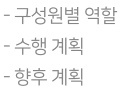 - 구성원별 역할
- 수행 계획
- 향후 계획